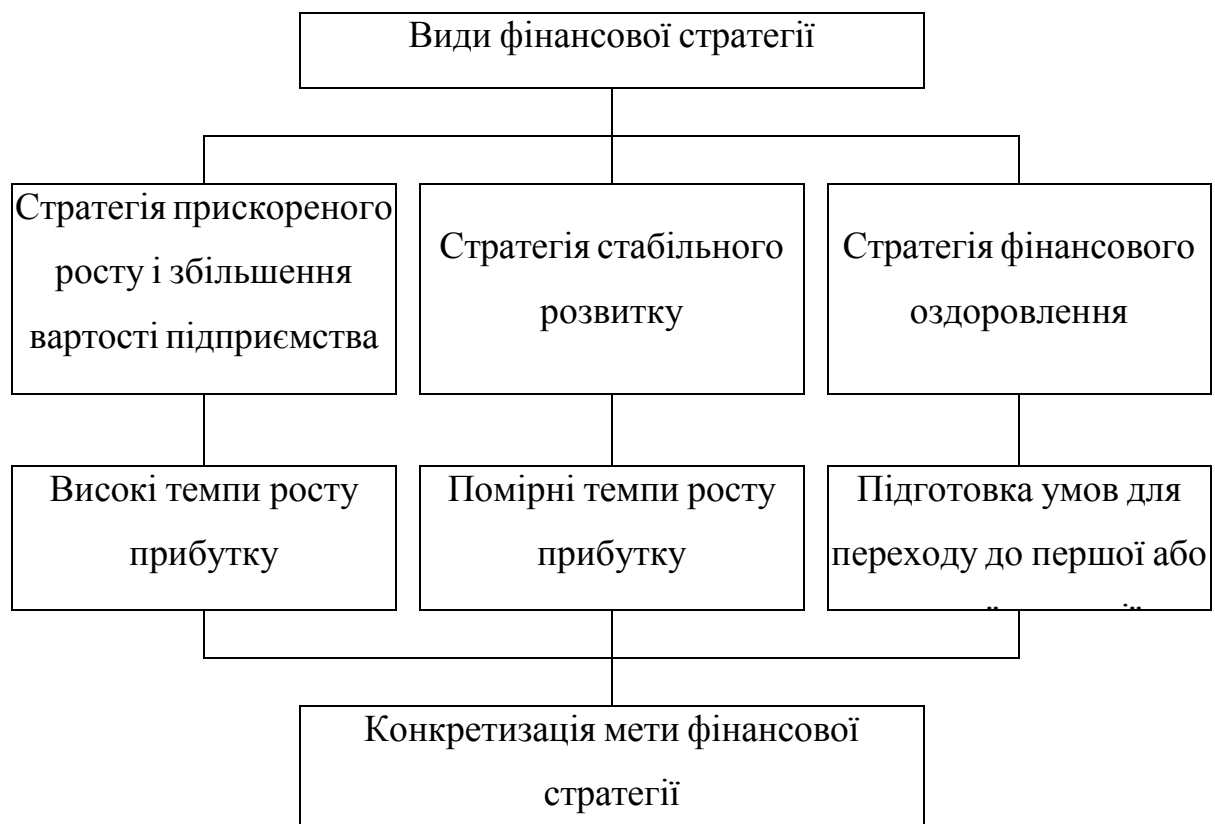 Види фінансової стратегії
Стратегія прискореного
росту і збільшення
вартості підприємства
Стратегія стабільного
розвитку
Стратегія фінансового
оздоровлення
Високі темпи росту
прибутку
Помірні темпи росту
прибутку
Підготовка умов для
переходу до першої або
Конкретизація мети фінансової
стратегії